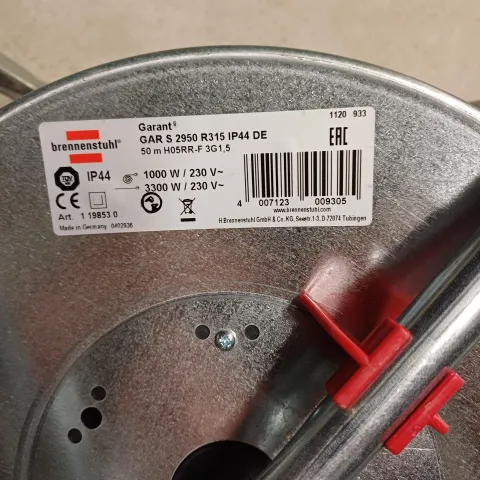 1120 933
Garant®
GAR S 2950 R315 IP44 DE
50 m H05RR-F 3G1,5
brennenstuhl®
EAC
IP44
1000 W / 230 V~
3300 W / 230 V~
CE
Art. 1 19853 0
Made in Germany 0422936
4 007123 009305
www.brennenstuhl.com
H.Brennenstuhl GmbH & Co. KG, Seestr.1-3, D-72074 Tübingen